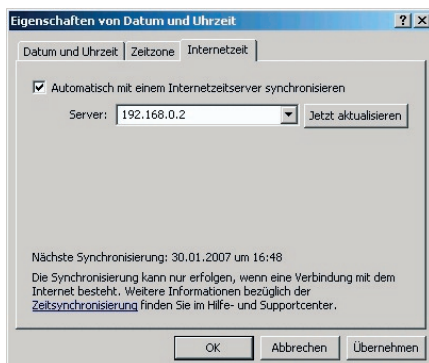 Eigenschaften von Datum und Uhrzeit
Datum und Uhrzeit Zeitzone Internetzeit
Automatisch mit einem Internetzeitserver synchronisieren
Server: 192.168.0.2 Jetzt aktualisieren
Nächste Synchronisierung: 30.01.2007 um 16:48
Die Synchronisierung kann nur erfolgen, wenn eine Verbindung mit dem
Internet besteht. Weitere Informationen bezüglich der
Zeitsynchronisierung finden Sie im Hilfe- und Supportcenter.
OK Abbrechen Übernehmen